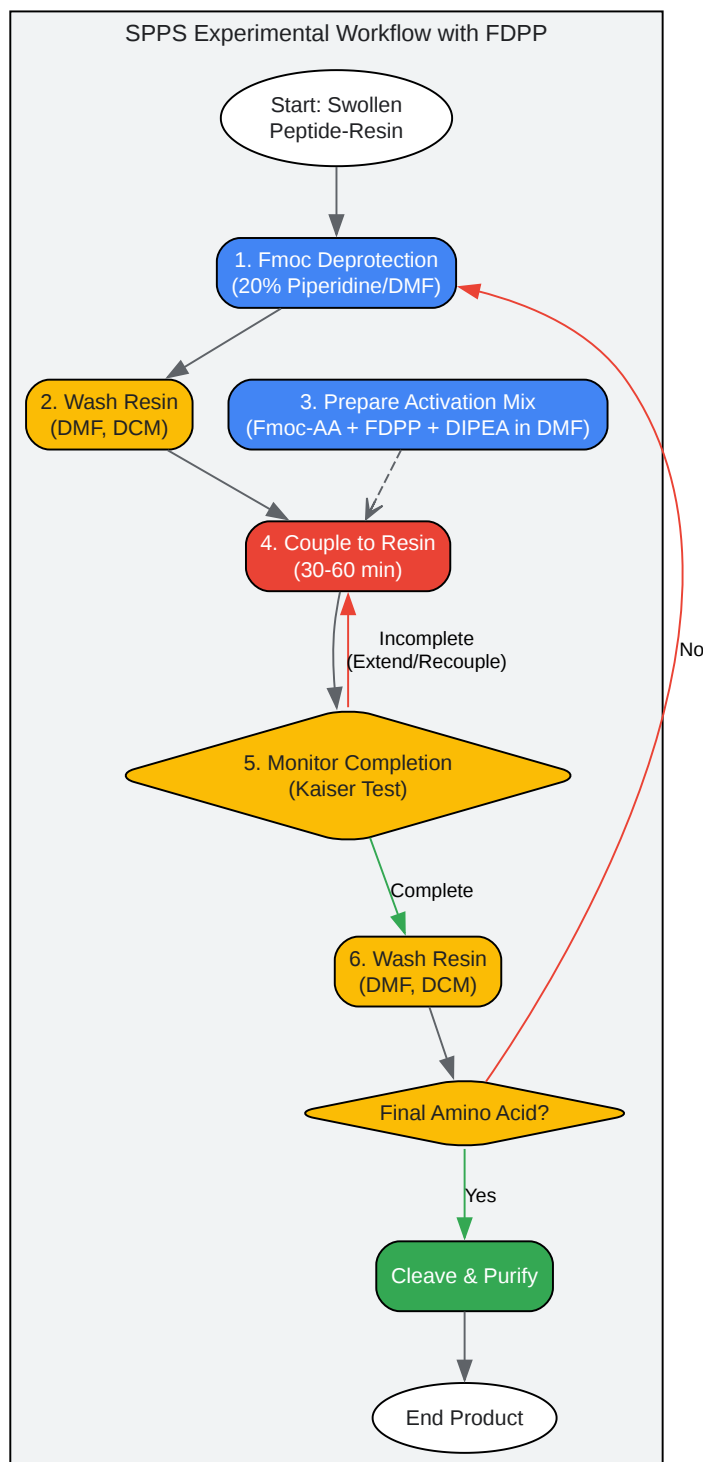 SPPS Experimental Workflow with FDPP
Start: Swollen
Peptide-Resin
1. Fmoc Deprotection
(20% Piperidine/DMF)
2. Wash Resin
(DMF, DCM)
3. Prepare Activation Mix
(Fmoc-AA + FDPP + DIPEA in DMF)
4. Couple to Resin
(30-60 min)
Incomplete
(Extend/Recouple)
No
5. Monitor Completion
(Kaiser Test)
Complete
6. Wash Resin
(DMF, DCM)
Final Amino Acid?
Yes
Cleave & Purify
End Product